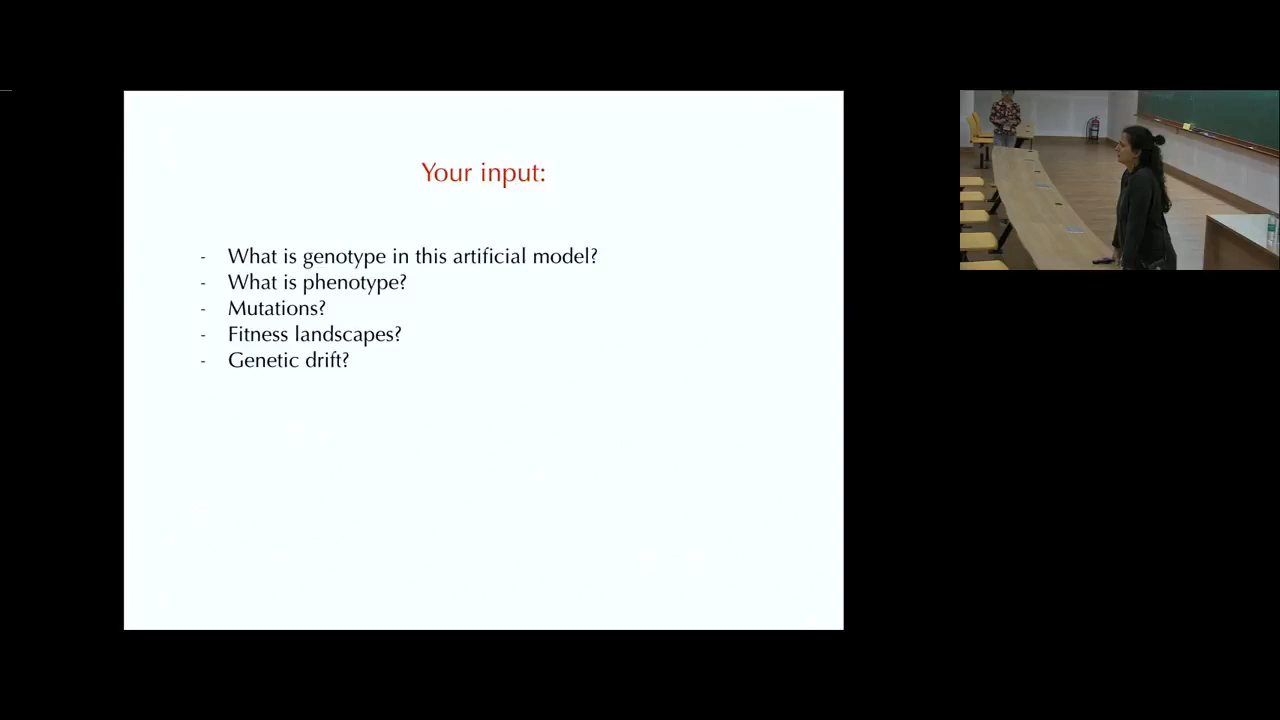 Your input:
- What is genotype in this artificial model?
- What is phenotype?
- Mutations?
- Fitness landscapes?
- Genetic drift?